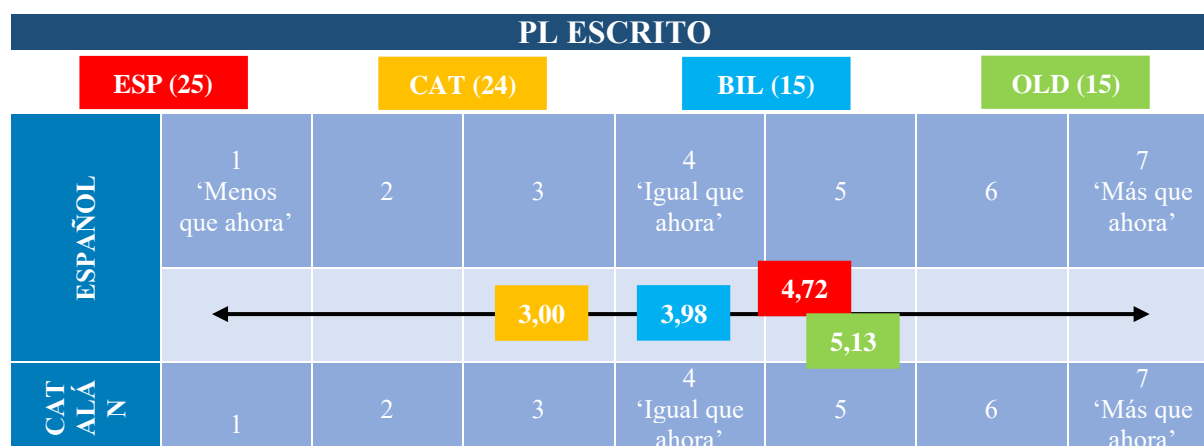 PL ESCRITO
ESP (25) CAT (24) BIL (15) OLD (15)
ESPAÑOL
1
‘Menos
que ahora’
2
3
4
‘Igual que
ahora’
5
6
7
‘Más que
ahora’
4,72
3,00 3,98
5,13
CAT
ALÁ
N
1
2
3
4
‘Igual que
ahora’
5
6
7
‘Más que
ahora’